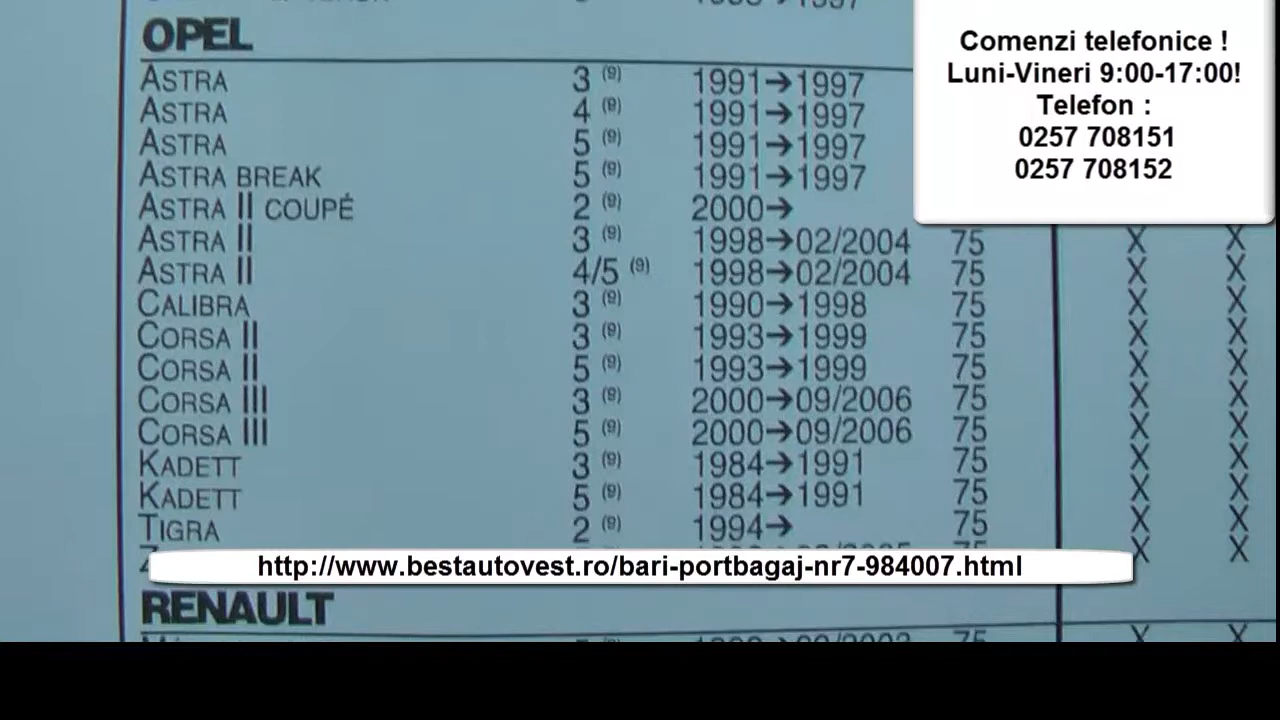 OPEL
ASTRA 3 (9) 1991→1997
ASTRA 4 (9) 1991→1997
ASTRA 5 (9) 1991→1997
ASTRA BREAK 5 (9) 1991→1997
ASTRA II COUPÉ 2 (9) 2000→
ASTRA II 3 (9) 1998→02/2004 75 X X
ASTRA II 4/5 (9) 1998→02/2004 75 X X
CALIBRA 3 (9) 1990→1998 75 X X
CORSA II 3 (9) 1993→1999 75 X X
CORSA II 5 (9) 1993→1999 75 X X
CORSA III 3 (9) 2000→09/2006 75 X X
CORSA III 5 (9) 2000→09/2006 75 X X
KADETT 3 (9) 1984→1991 75 X X
KADETT 5 (9) 1984→1991 75 X X
TIGRA 2 (9) 1994→ 75 X X
X X
RENAULT
75 X X
Comenzi telefonice !
Luni-Vineri 9:00-17:00!
Telefon :
0257 708151
0257 708152
http://www.bestautovest.ro/bari-portbagaj-nr7-984007.html